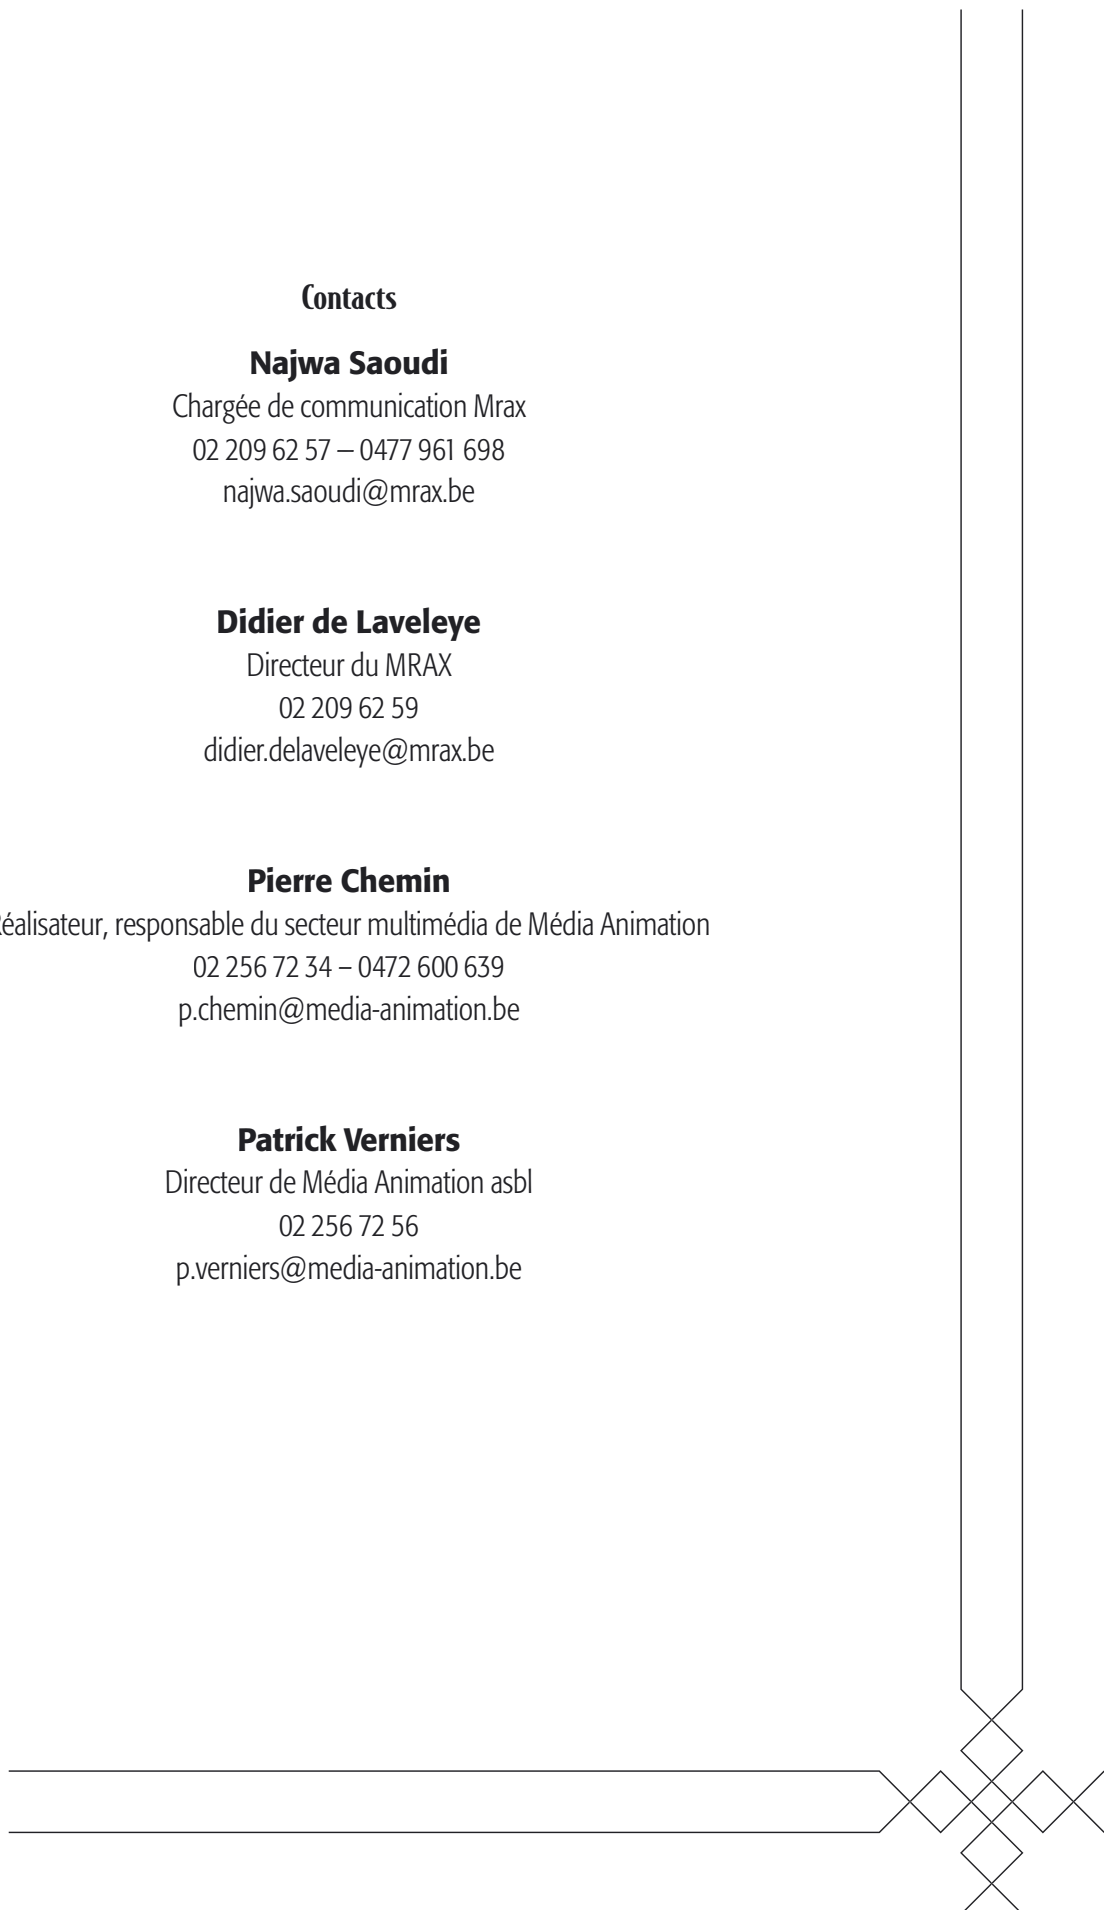 Contacts
Najwa Saoudi
Chargée de communication Mrax
02 209 62 57 – 0477 961 698
najwa.saoudi@mrax.be
Didier de Laveleye
Directeur du MRAX
02 209 62 59
didier.delaveleye@mrax.be
Pierre Chemin
Réalisateur, responsable du secteur multimédia de Média Animation
02 256 72 34 – 0472 600 639
p.chemin@media-animation.be
Patrick Verniers
Directeur de Média Animation asbl
02 256 72 56
p.verniers@media-animation.be